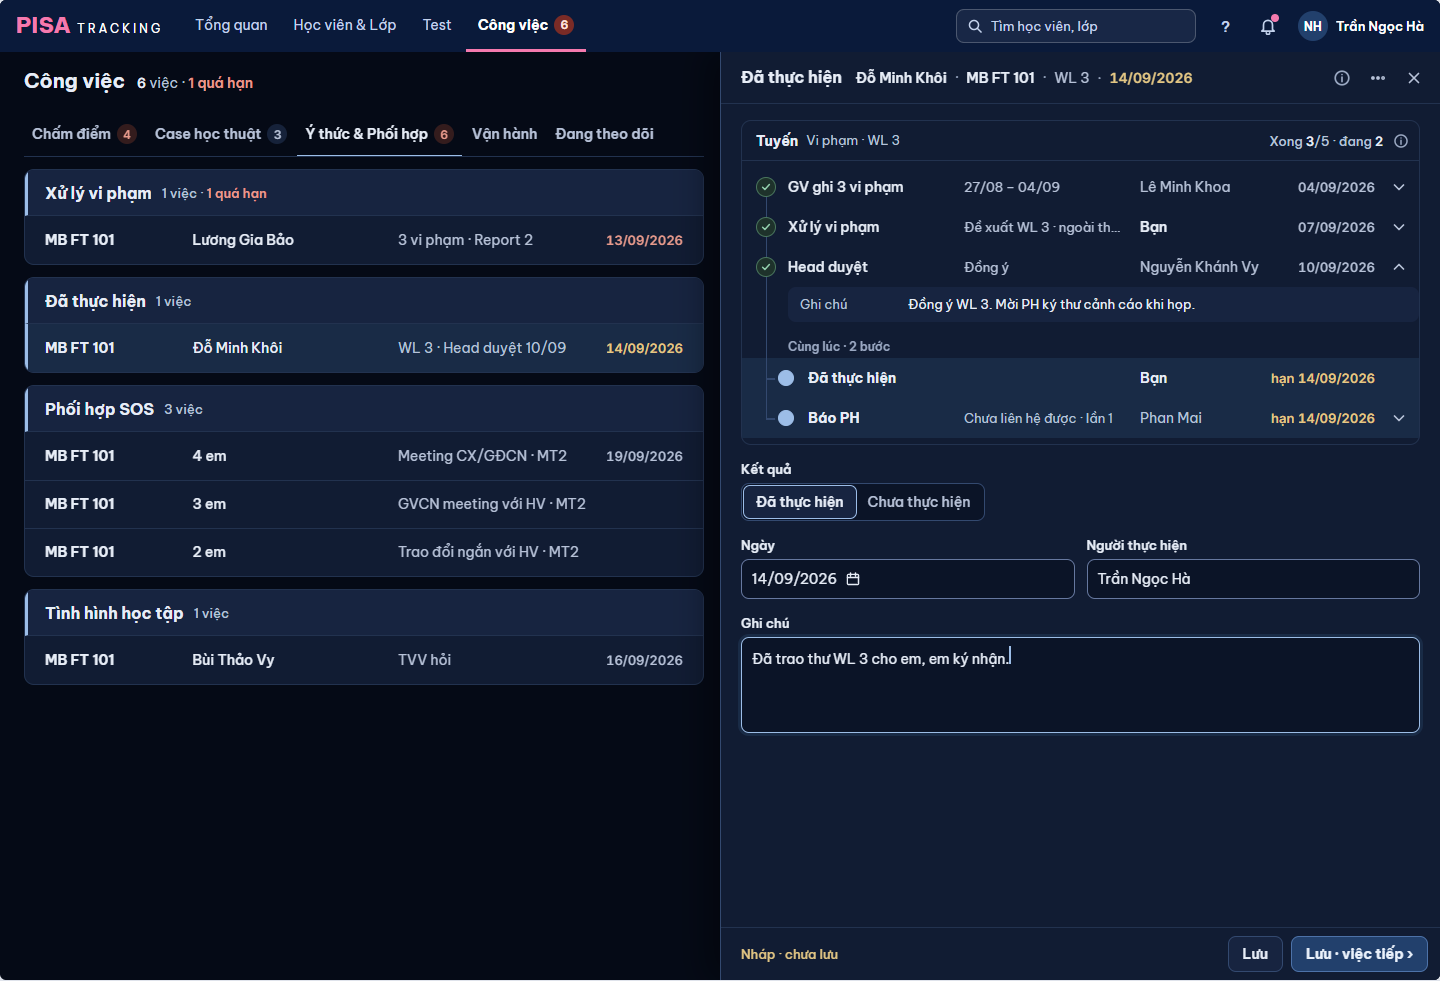 PISA TRACKING Tổng quan Học viên & Lớp Test Công việc 6 Tìm học viên, lớp ? NH Trần Ngọc Hà
Công việc 6 việc · 1 quá hạn
Chấm điểm 4 Case học thuật 3 Ý thức & Phối hợp 6 Vận hành Đang theo dõi
Xử lý vi phạm 1 việc · 1 quá hạn
MB FT 101 Lương Gia Bảo 3 vi phạm · Report 2 13/09/2026
Đã thực hiện 1 việc
MB FT 101 Đỗ Minh Khôi WL 3 · Head duyệt 10/09 14/09/2026
Phối hợp SOS 3 việc
MB FT 101 4 em Meeting CX/GĐCN · MT2 19/09/2026
MB FT 101 3 em GVCN meeting với HV · MT2
MB FT 101 2 em Trao đổi ngắn với HV · MT2
Tình hình học tập 1 việc
MB FT 101 Bùi Thảo Vy TVV hỏi 16/09/2026
Đã thực hiện Đỗ Minh Khôi · MB FT 101 · WL 3 · 14/09/2026
Tuyến Vi phạm · WL 3 Xong 3/5 · đang 2
GV ghi 3 vi phạm 27/08 – 04/09 Lê Minh Khoa 04/09/2026
Xử lý vi phạm Đề xuất WL 3 · ngoài th... Bạn 07/09/2026
Head duyệt Đồng ý Nguyễn Khánh Vy 10/09/2026
Ghi chú Đồng ý WL 3. Mời PH ký thư cảnh cáo khi họp.
Cùng lúc · 2 bước
Đã thực hiện Bạn hạn 14/09/2026
Báo PH Chưa liên hệ được · lần 1 Phan Mai hạn 14/09/2026
Kết quả
Đã thực hiện Chưa thực hiện
Ngày Người thực hiện
14/09/2026 Trần Ngọc Hà
Ghi chú
Đã trao thư WL 3 cho em, em ký nhận.
Nháp · chưa lưu Lưu Lưu · việc tiếp ›